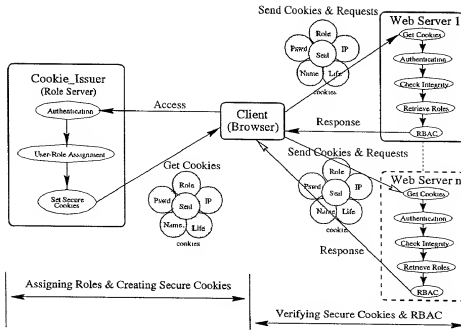 Send Cookies & Requests
Web Server 1
Role
Pswd
IP
Seal
Name
Life
cookies
Get Cookies
Authentication
Check Integrity
Retrieve Roles
RBAC
Cookie_Issuer
(Role Server)
Authentication
User-Role Assignment
Set Secure
Cookies
Access
Client
(Browser)
Response
Get Cookies
Role
Pswd
IP
Seal
Name
Life
cookies
Send Cookies & Requests
Role
Pswd
IP
Seal
Name
Life
cookie
Response
Web Server n
Get Cookies
Authentication
Check Integrity
Retrieve Roles
RBAC
Assigning Roles & Creating Secure Cookies
Verifying Secure Cookies & RBAC